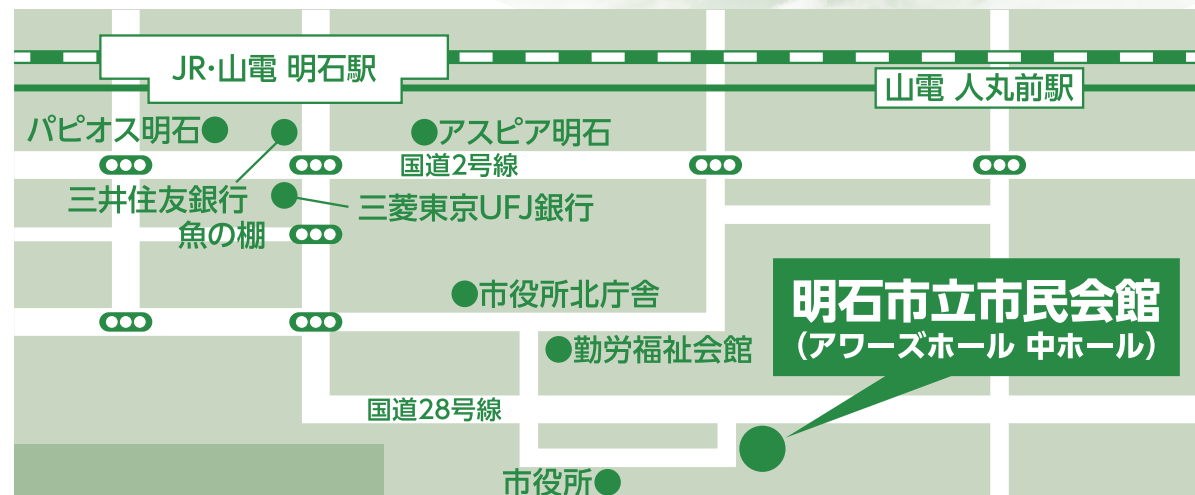 JR･山電 明石駅
山電 人丸前駅
パピオス明石
アスピア明石
国道2号線
三井住友銀行
三菱東京UFJ銀行
魚の棚
市役所北庁舎
明石市立市民会館
(アワーズホール 中ホール)
勤労福祉会館
国道28号線
市役所